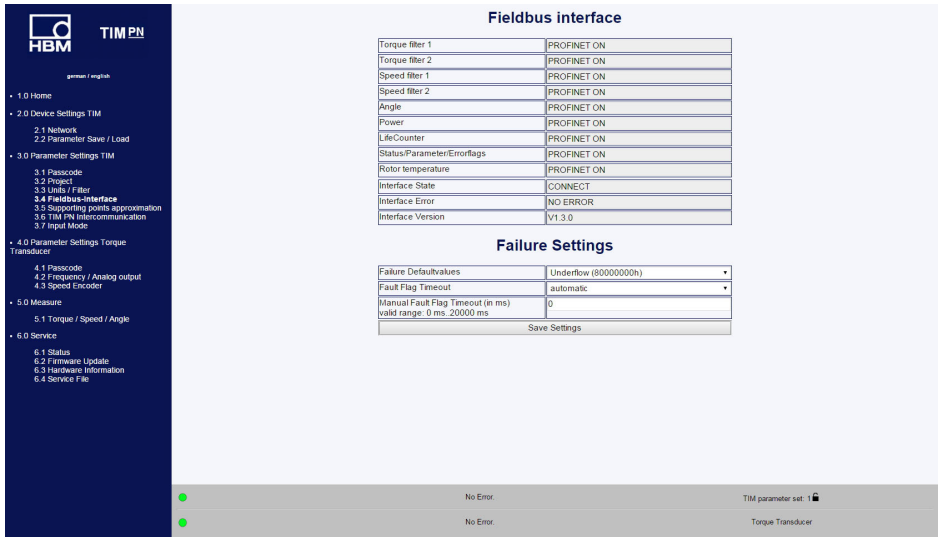 HBM
TIM PN
german / english
• 1.0 Home
• 2.0 Device Settings TIM
2.1 Network
2.2 Parameter Save / Load
• 3.0 Parameter Settings TIM
3.1 Passcode
3.2 Project
3.3 Units / Filter
3.4 Fieldbus-Interface
3.5 Supporting points approximation
3.6 TIM PN Intercommunication
3.7 Input Mode
• 4.0 Parameter Settings Torque
Transducer
4.1 Passcode
4.2 Frequency / Analog output
4.3 Speed Encoder
• 5.0 Measure
5.1 Torque / Speed / Angle
• 6.0 Service
6.1 Status
6.2 Firmware Update
6.3 Hardware Information
6.4 Service File
Fieldbus interface
Torque filter 1 PROFINET ON
Torque filter 2 PROFINET ON
Speed filter 1 PROFINET ON
Speed filter 2 PROFINET ON
Angle PROFINET ON
Power PROFINET ON
LifeCounter PROFINET ON
Status/Parameter/Errorflags PROFINET ON
Rotor temperature PROFINET ON
Interface State CONNECT
Interface Error NO ERROR
Interface Version V1.3.0
Failure Settings
Failure Defaultvalues Underflow (80000000h)
Fault Flag Timeout automatic
Manual Fault Flag Timeout (in ms) 0
valid range: 0 ms..20000 ms
Save Settings
No Error. TIM parameter set: 1
No Error. Torque Transducer